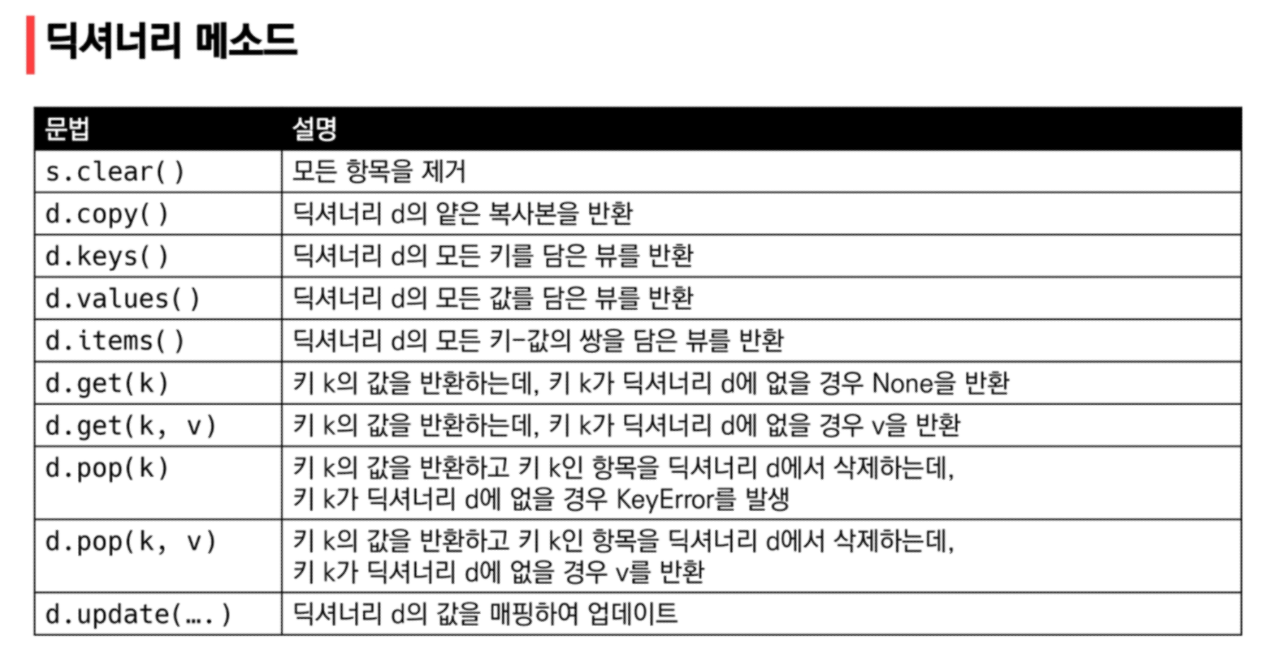 딕셔너리 메소드
문법 설명
s.clear() 모든 항목을 제거
d.copy() 딕셔너리 d의 얕은 복사본을 반환
d.keys() 딕셔너리 d의 모든 키를 담은 뷰를 반환
d.values() 딕셔너리 d의 모든 값를 담은 뷰를 반환
d.items() 딕셔너리 d의 모든 키-값의 쌍을 담은 뷰를 반환
d.get(k) 키 k의 값을 반환하는데, 키 k가 딕셔너리 d에 없을 경우 None을 반환
d.get(k, v) 키 k의 값을 반환하는데, 키 k가 딕셔너리 d에 없을 경우 v을 반환
d.pop(k) 키 k의 값을 반환하고 키 k인 항목을 딕셔너리 d에서 삭제하는데,
키 k가 딕셔너리 d에 없을 경우 KeyError를 발생
d.pop(k, v) 키 k의 값을 반환하고 키 k인 항목을 딕셔너리 d에서 삭제하는데,
키 k가 딕셔너리 d에 없을 경우 v를 반환
d.update(….) 딕셔너리 d의 값을 매핑하여 업데이트